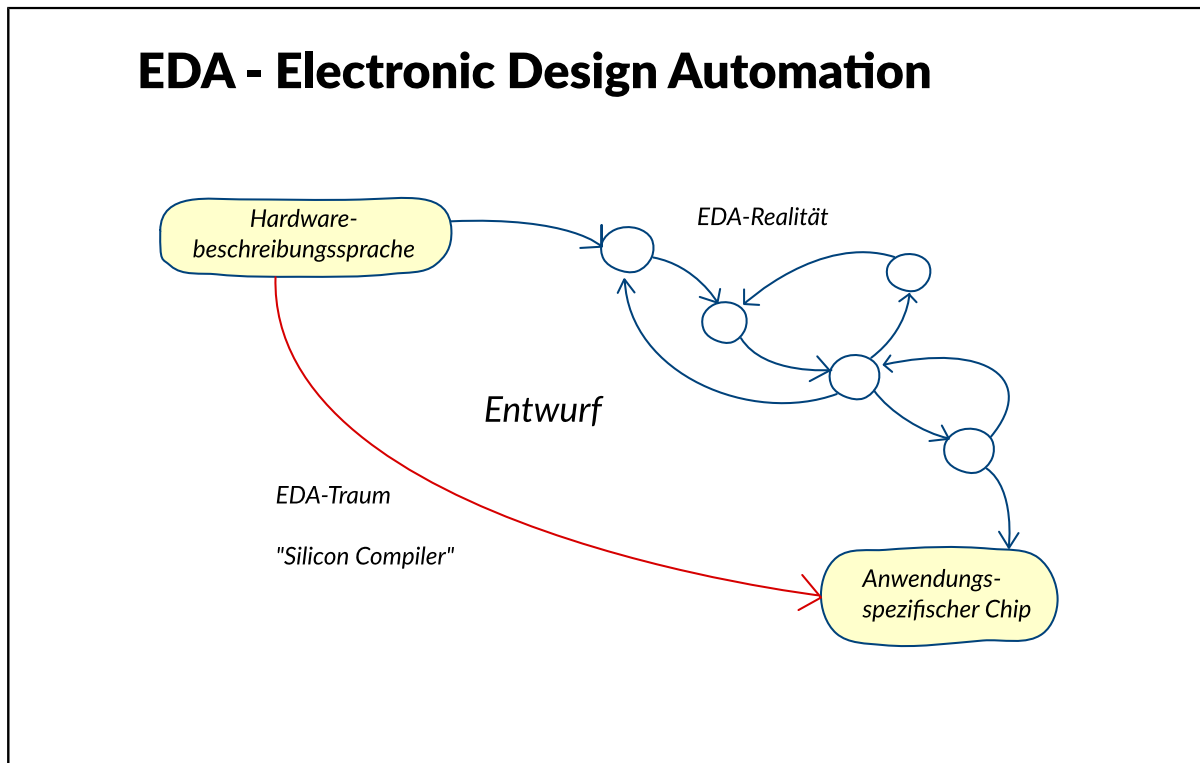 EDA - Electronic Design Automation
Hardware-
beschreibungssprache
EDA-Realität
Entwurf
EDA-Traum
"Silicon Compiler"
Anwendungs-
spezifischer Chip